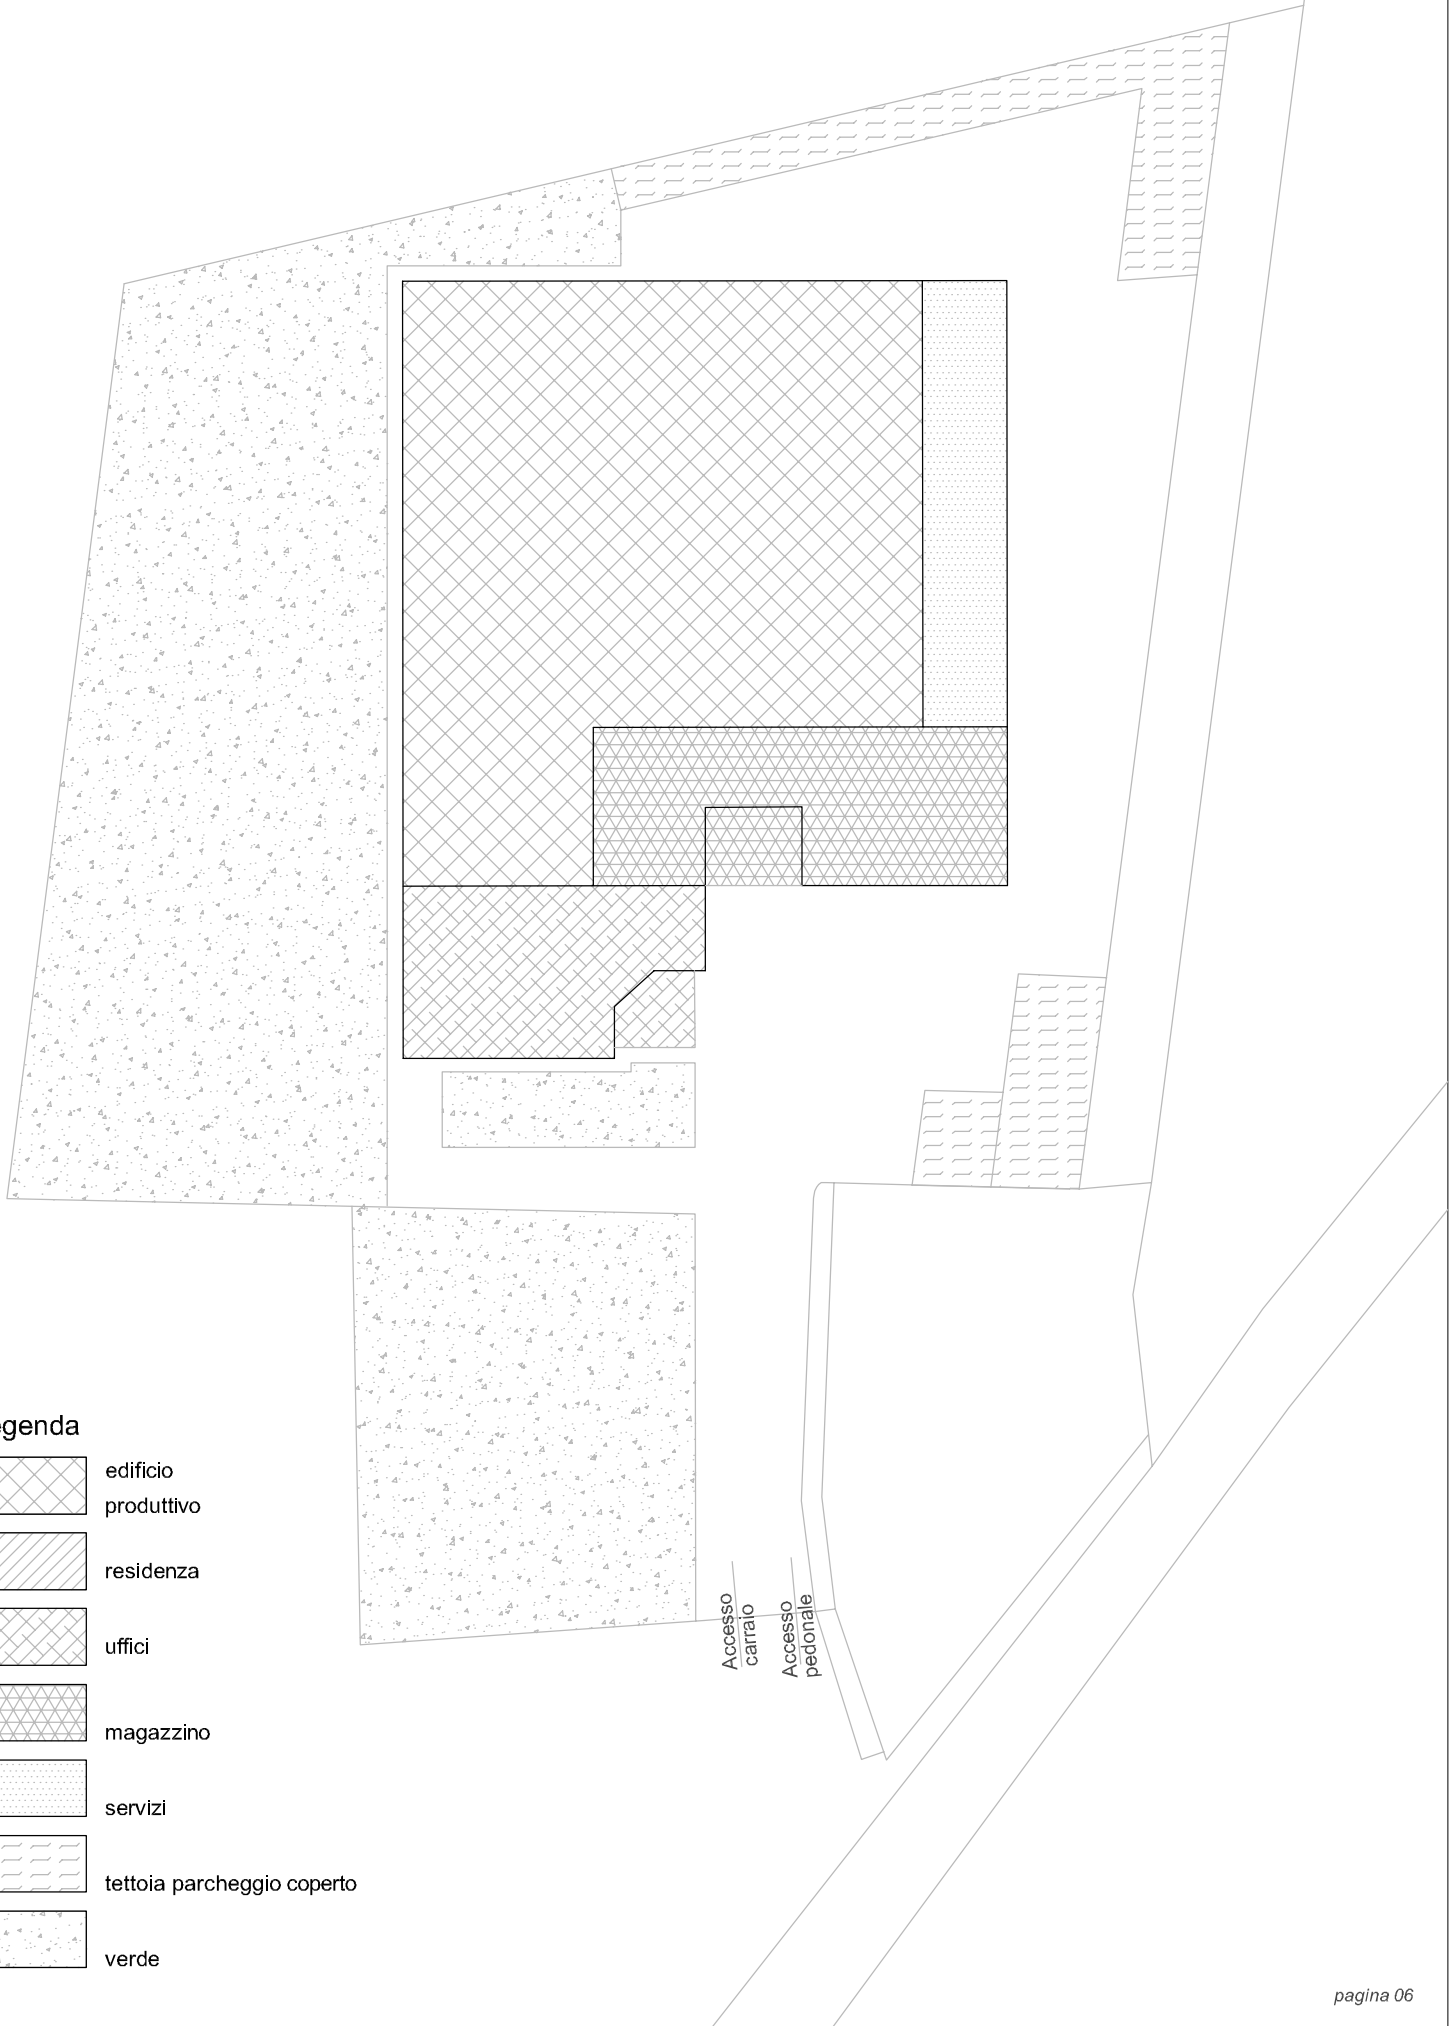 Accesso
carraio
Accesso
pedonale
egenda
edificio
produttivo
residenza
uffici
magazzino
servizi
tettoia parcheggio coperto
verde
pagina 06